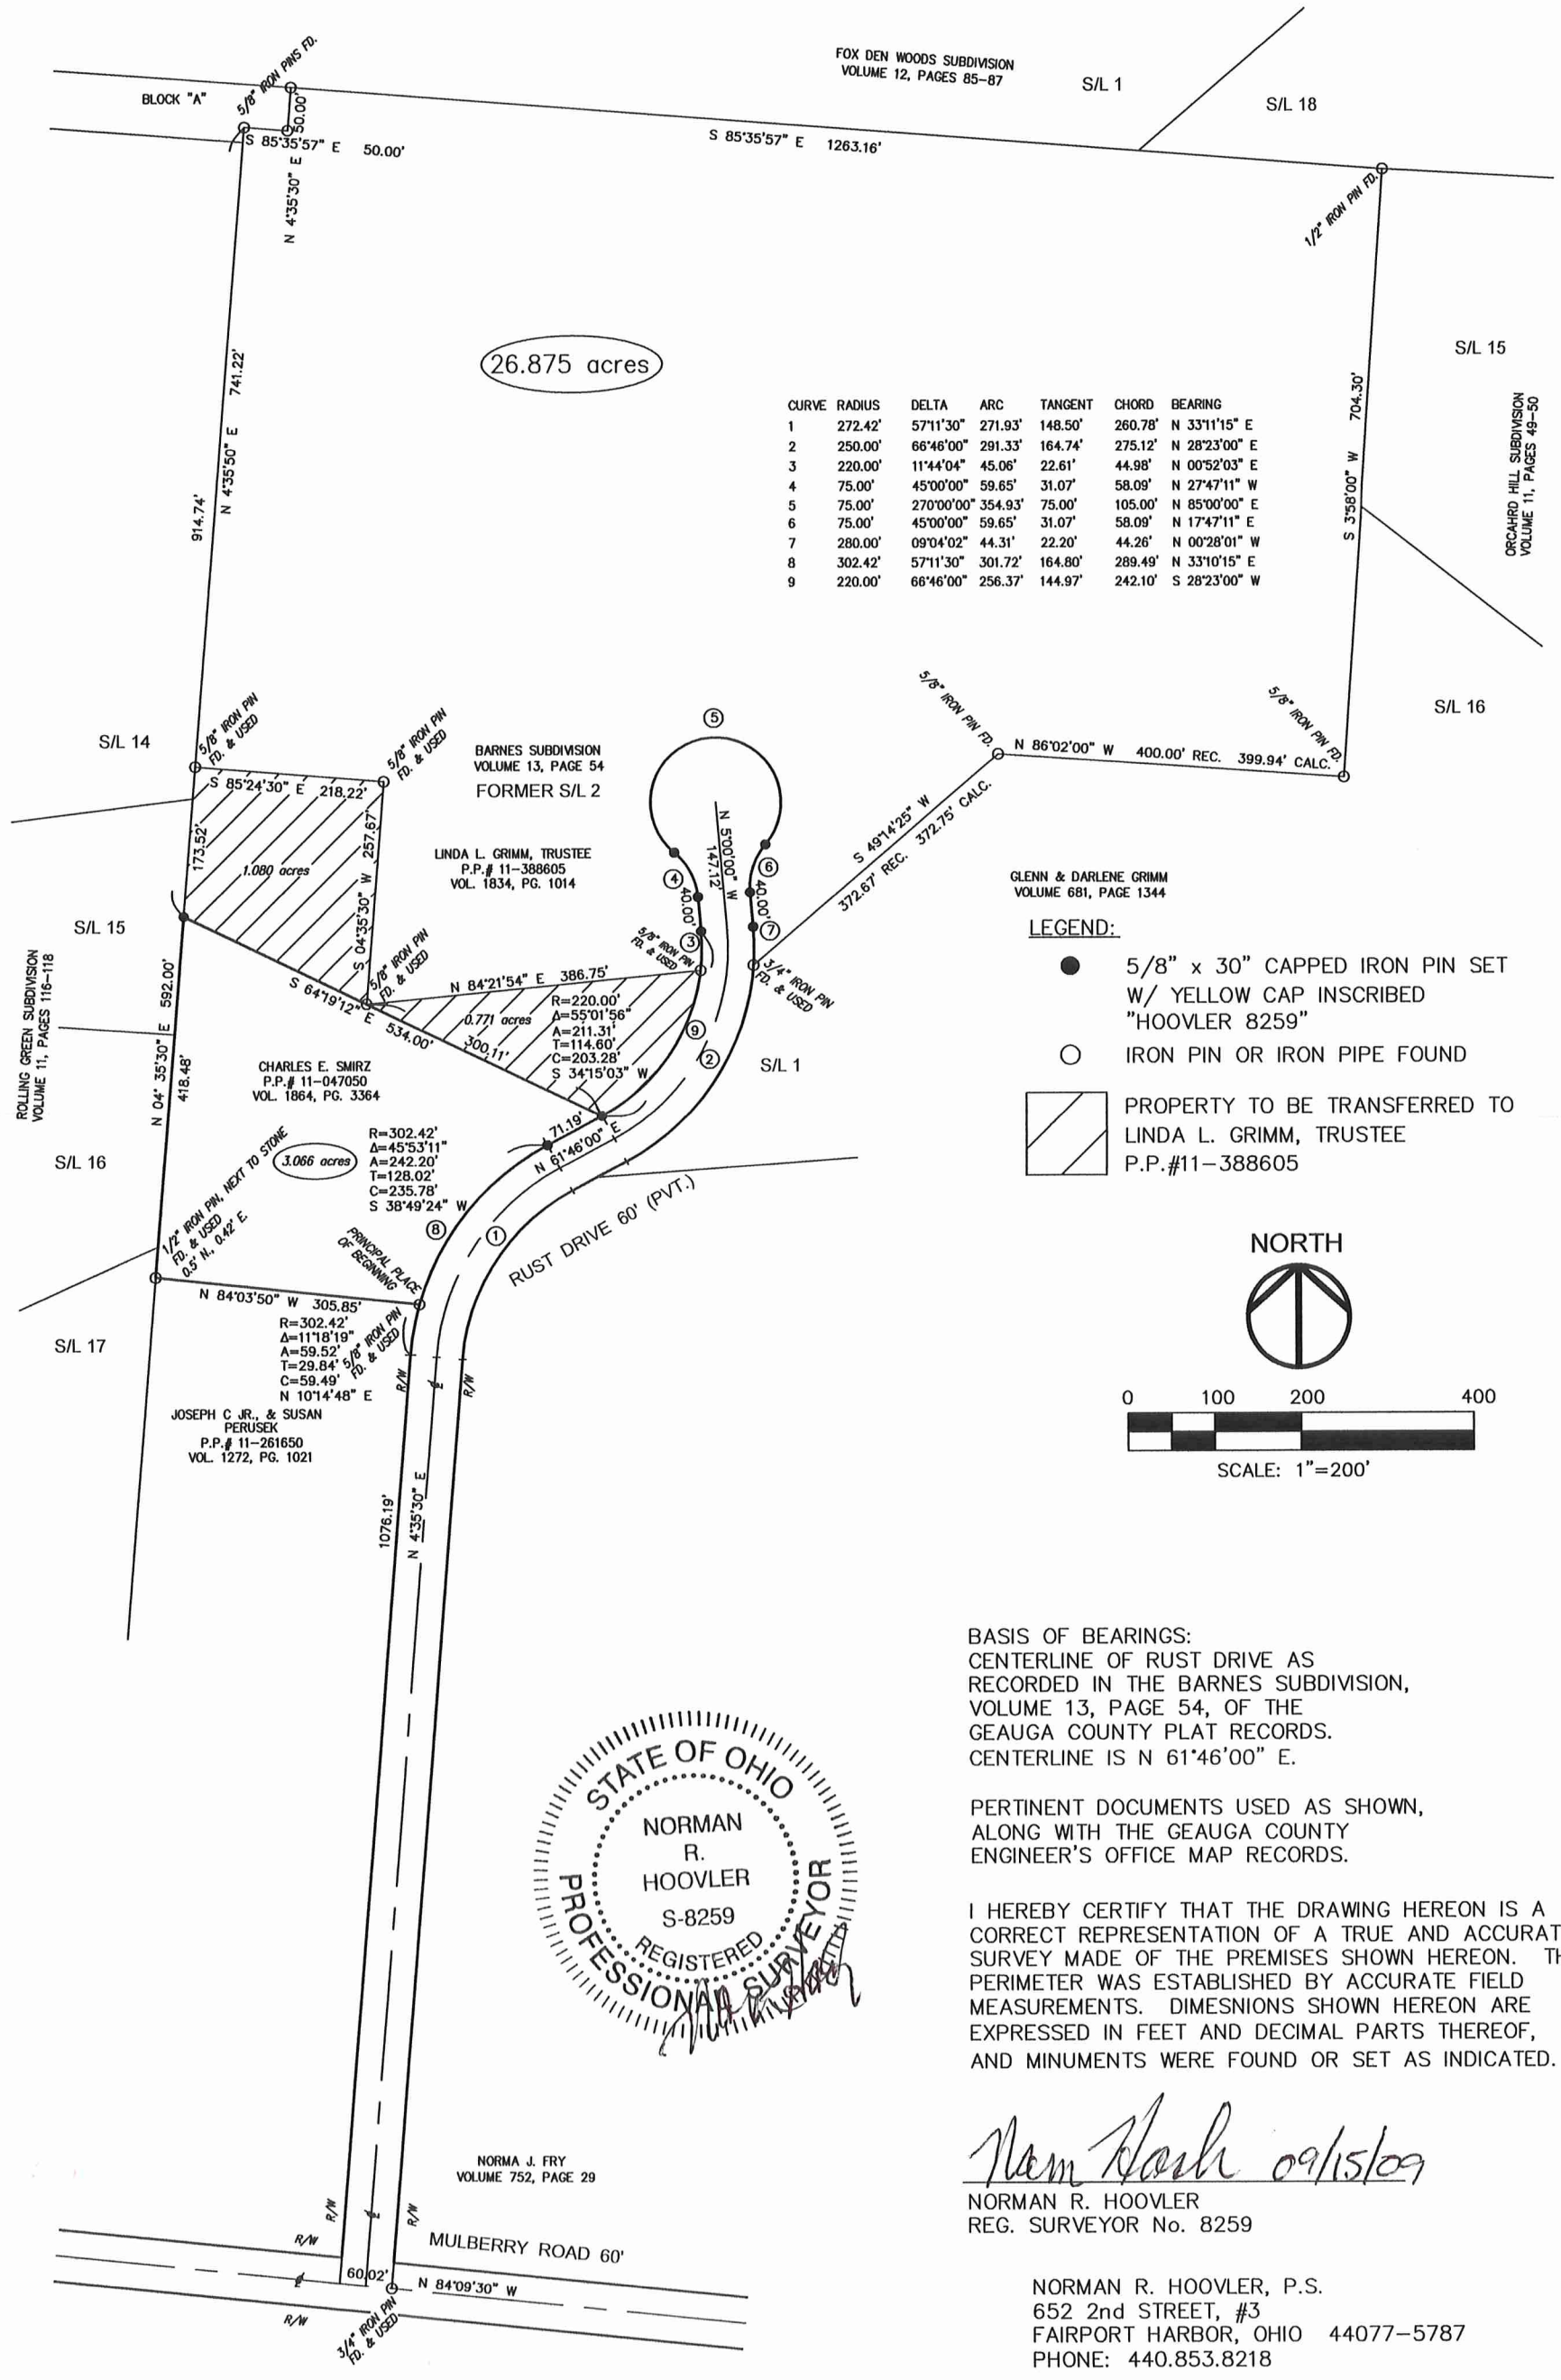 FOX DEN WOODS SUBDIVISION
VOLUME 12, PAGES 85-87
S/L 1
S/L 18
BLOCK "A"
5/8" IRON PINS FD.
50.00'
S 85°35'57" E 50.00'
N 4°35'30" E
S 85°35'57" E 1263.16'
1/2" IRON PIN FD.
26.875 acres
N 4°35'50" E 741.22'
914.74'
S 3°58'00" W 704.30'
S/L 15
ORCAHRD HILL SUBDIVISION
VOLUME 11, PAGES 49-50
S/L 16
CURVE RADIUS DELTA ARC TANGENT CHORD BEARING
1 272.42' 57°11'30" 271.93' 148.50' 260.78' N 33°11'15" E
2 250.00' 66°46'00" 291.33' 164.74' 275.12' N 28°23'00" E
3 220.00' 11°44'04" 45.06' 22.61' 44.98' N 00°52'03" E
4 75.00' 45°00'00" 59.65' 31.07' 58.09' N 27°47'11" W
5 75.00' 270°00'00" 354.93' 75.00' 105.00' N 85°00'00" E
6 75.00' 45°00'00" 59.65' 31.07' 58.09' N 17°47'11" E
7 280.00' 09°04'02" 44.31' 22.20' 44.26' N 00°28'01" W
8 302.42' 57°11'30" 301.72' 164.80' 289.49' N 33°10'15" E
9 220.00' 66°46'00" 256.37' 144.97' 242.10' S 28°23'00" W
5/8" IRON PIN FD.
5/8" IRON PIN FD.
N 86°02'00" W 400.00' REC. 399.94' CALC.
S 49°14'25" W
372.67' REC. 372.75' CALC.
S/L 14
5/8" IRON PIN
FD. & USED
5/8" IRON PIN
FD. & USED
S 85°24'30" E 218.22'
BARNES SUBDIVISION
VOLUME 13, PAGE 54
FORMER S/L 2
LINDA L. GRIMM, TRUSTEE
P.P.# 11-388605
VOL. 1834, PG. 1014
173.52'
1.080 acres
S 04°35'30" W 257.67'
5
4
6
40.00'
40.00'
3
7
N 5°00'00" W
147.12'
5/8" IRON PIN
FD. & USED
3/4" IRON PIN
FD. & USED
GLENN & DARLENE GRIMM
VOLUME 681, PAGE 1344
LEGEND:
5/8" x 30" CAPPED IRON PIN SET
W/ YELLOW CAP INSCRIBED
"HOOVLER 8259"
IRON PIN OR IRON PIPE FOUND
PROPERTY TO BE TRANSFERRED TO
LINDA L. GRIMM, TRUSTEE
P.P.#11-388605
S/L 15
ROLLING GREEN SUBDIVISION
VOLUME 11, PAGES 116-118
N 04° 35'30" E 592.00'
418.48'
S 64°19'12" E 534.00'
300.11'
5/8" IRON PIN
FD. & USED
N 84°21'54" E 386.75'
0.771 acres
R=220.00'
Δ=55°01'56"
A=211.31'
T=114.60'
C=203.28'
S 34°15'03" W
9
2
S/L 1
CHARLES E. SMIRZ
P.P.# 11-047050
VOL. 1864, PG. 3364
3.066 acres
R=302.42'
Δ=45°53'11"
A=242.20'
T=128.02'
C=235.78'
S 38°49'24" W
71.19'
N 61°46'00" E
8
1
RUST DRIVE 60' (PVT.)
S/L 16
1/2" IRON PIN, NEXT TO STONE
FD. & USED
0.5' N., 0.42' E.
PRINCIPAL PLACE
OF BEGINNING
N 84°03'50" W 305.85'
5/8" IRON PIN
FD. & USED
S/L 17
R=302.42'
Δ=11°18'19"
A=59.52'
T=29.84'
C=59.49'
N 10°14'48" E
R/W
R/W
JOSEPH C JR., & SUSAN
PERUSEK
P.P.# 11-261650
VOL. 1272, PG. 1021
NORTH
0 100 200 400
SCALE: 1"=200'
1076.19'
N 4°35'30" E
BASIS OF BEARINGS:
CENTERLINE OF RUST DRIVE AS
RECORDED IN THE BARNES SUBDIVISION,
VOLUME 13, PAGE 54, OF THE
GEAUGA COUNTY PLAT RECORDS.
CENTERLINE IS N 61°46'00" E.
PERTINENT DOCUMENTS USED AS SHOWN,
ALONG WITH THE GEAUGA COUNTY
ENGINEER'S OFFICE MAP RECORDS.
I HEREBY CERTIFY THAT THE DRAWING HEREON IS A
CORRECT REPRESENTATION OF A TRUE AND ACCURAT
SURVEY MADE OF THE PREMISES SHOWN HEREON. TH
PERIMETER WAS ESTABLISHED BY ACCURATE FIELD
MEASUREMENTS. DIMESNIONS SHOWN HEREON ARE
EXPRESSED IN FEET AND DECIMAL PARTS THEREOF,
AND MINUMENTS WERE FOUND OR SET AS INDICATED.
STATE OF OHIO
NORMAN
R.
HOOVLER
S-8259
REGISTERED
PROFESSIONAL SURVEYOR
09/15/09
NORMAN R. HOOVLER
REG. SURVEYOR No. 8259
NORMA J. FRY
VOLUME 752, PAGE 29
R/W
R/W
R/W
MULBERRY ROAD 60'
60.02'
N 84°09'30" W
R/W
3/4" IRON PIN
FD. & USED
NORMAN R. HOOVLER, P.S.
652 2nd STREET, #3
FAIRPORT HARBOR, OHIO 44077-5787
PHONE: 440.853.8218